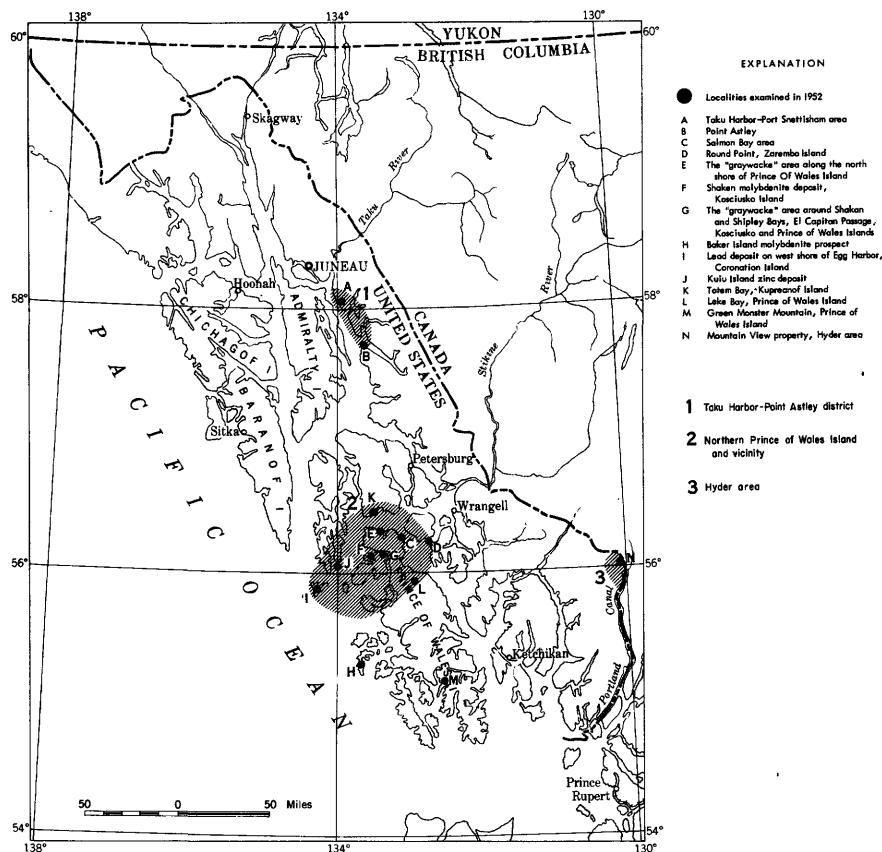 138°
134°
130°
60°
60°
YUKON
BRITISH COLUMBIA
Skagway
Taku River
JUNEAU
Hoonah
A
1
58°
58°
B
CHICHAGOF I
ADMIRALTY I
BARANOF I
Sitka
CANADA
UNITED STATES
Stikine River
PACIFIC OCEAN
Petersburg
Wrangell
K
2
E
C
D
F
G
J
56°
56°
I
L
PRINCE OF WALES I
N
3
Portland Canal
Ketchikan
H
M
Prince
Rupert
50 0 50 Miles
54°
54°
138°
134°
130°
EXPLANATION
Localities examined in 1952
A Taku Harbor-Port Snettisham area
B Point Astley
C Salmon Bay area
D Round Point, Zarembo Island
E The "graywacke" area along the north
shore of Prince Of Wales Island
F Shaken molybdenite deposit,
Kosciusko Island
G The "graywacke" area around Shakan
and Shipley Bays, El Capitan Passage,
Kosciusko and Prince of Wales Islands
H Baker Island molybdenite prospect
I Lead deposit on west shore of Egg Harbor,
Coronation Island
J Kuiu Island zinc deposit
K Totem Bay, Kupreanof Island
L Lake Bay, Prince of Wales Island
M Green Monster Mountain, Prince of
Wales Island
N Mountain View property, Hyder area
1 Taku Harbor-Point Astley district
2 Northern Prince of Wales Island
and vicinity
3 Hyder area